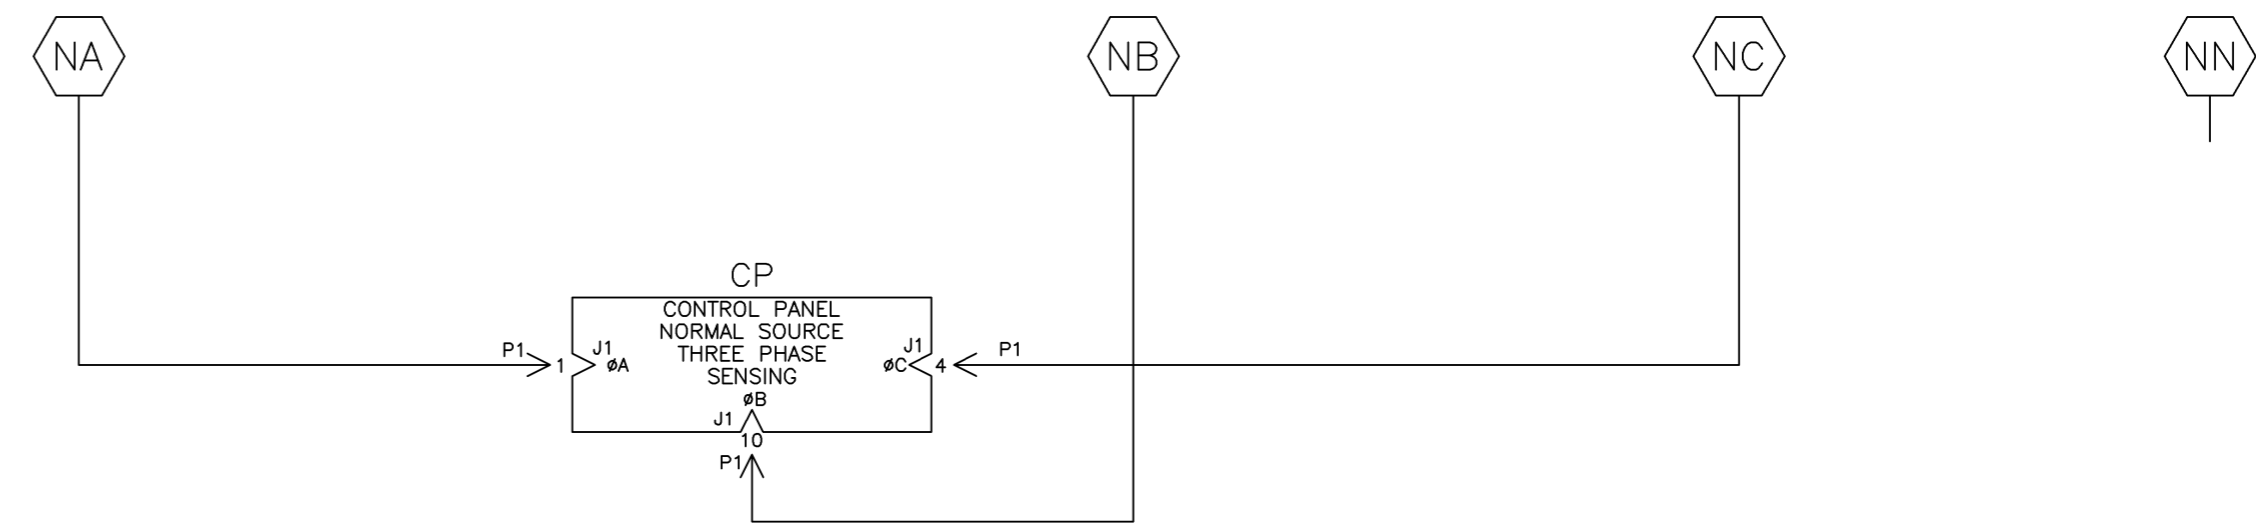 NA
NB
NC
NN
CP
CONTROL PANEL
NORMAL SOURCE
THREE PHASE
SENSING
P1
1
J1
øA
J1
øC
4
P1
øB
J1
10
P1